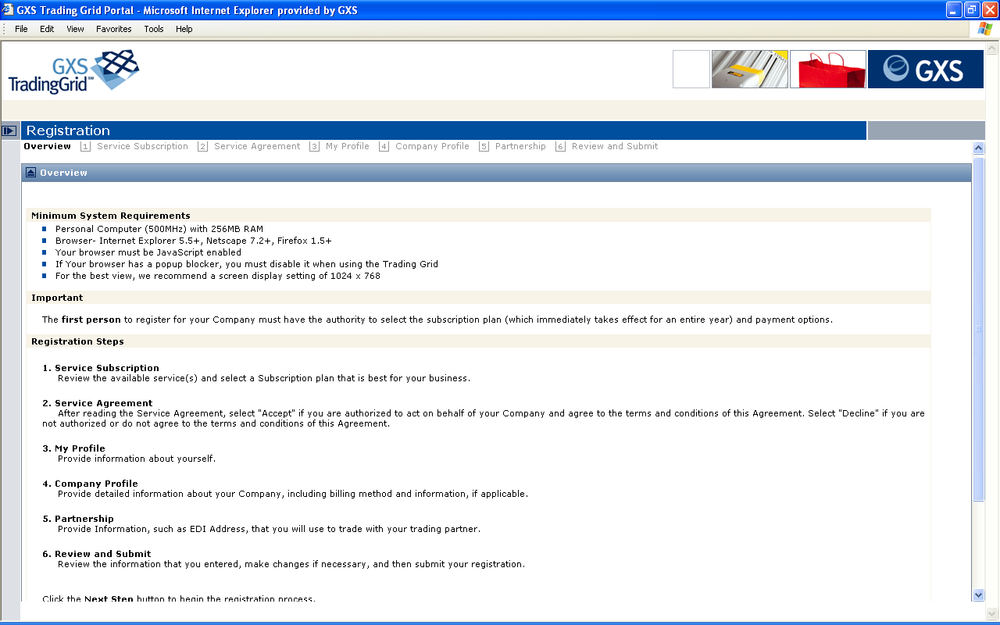 GXS Trading Grid Portal - Microsoft Internet Explorer provided by GXS
File Edit View Favorites Tools Help
GXS
TradingGrid℠
GXS
Registration
Overview 1 Service Subscription 2 Service Agreement 3 My Profile 4 Company Profile 5 Partnership 6 Review and Submit
Overview
Minimum System Requirements
Personal Computer (500MHz) with 256MB RAM
Browser- Internet Explorer 5.5+, Netscape 7.2+, Firefox 1.5+
Your browser must be JavaScript enabled
If Your browser has a popup blocker, you must disable it when using the Trading Grid
For the best view, we recommend a screen display setting of 1024 x 768
Important
The first person to register for your Company must have the authority to select the subscription plan (which immediately takes effect for an entire year) and payment options.
Registration Steps
1. Service Subscription
Review the available service(s) and select a Subscription plan that is best for your business.
2. Service Agreement
After reading the Service Agreement, select "Accept" if you are authorized to act on behalf of your Company and agree to the terms and conditions of this Agreement. Select "Decline" if you are
not authorized or do not agree to the terms and conditions of this Agreement.
3. My Profile
Provide information about yourself.
4. Company Profile
Provide detailed information about your Company, including billing method and information, if applicable.
5. Partnership
Provide Information, such as EDI Address, that you will use to trade with your trading partner.
6. Review and Submit
Review the information that you entered, make changes if necessary, and then submit your registration.
Click the Next Step button to begin the registration process.